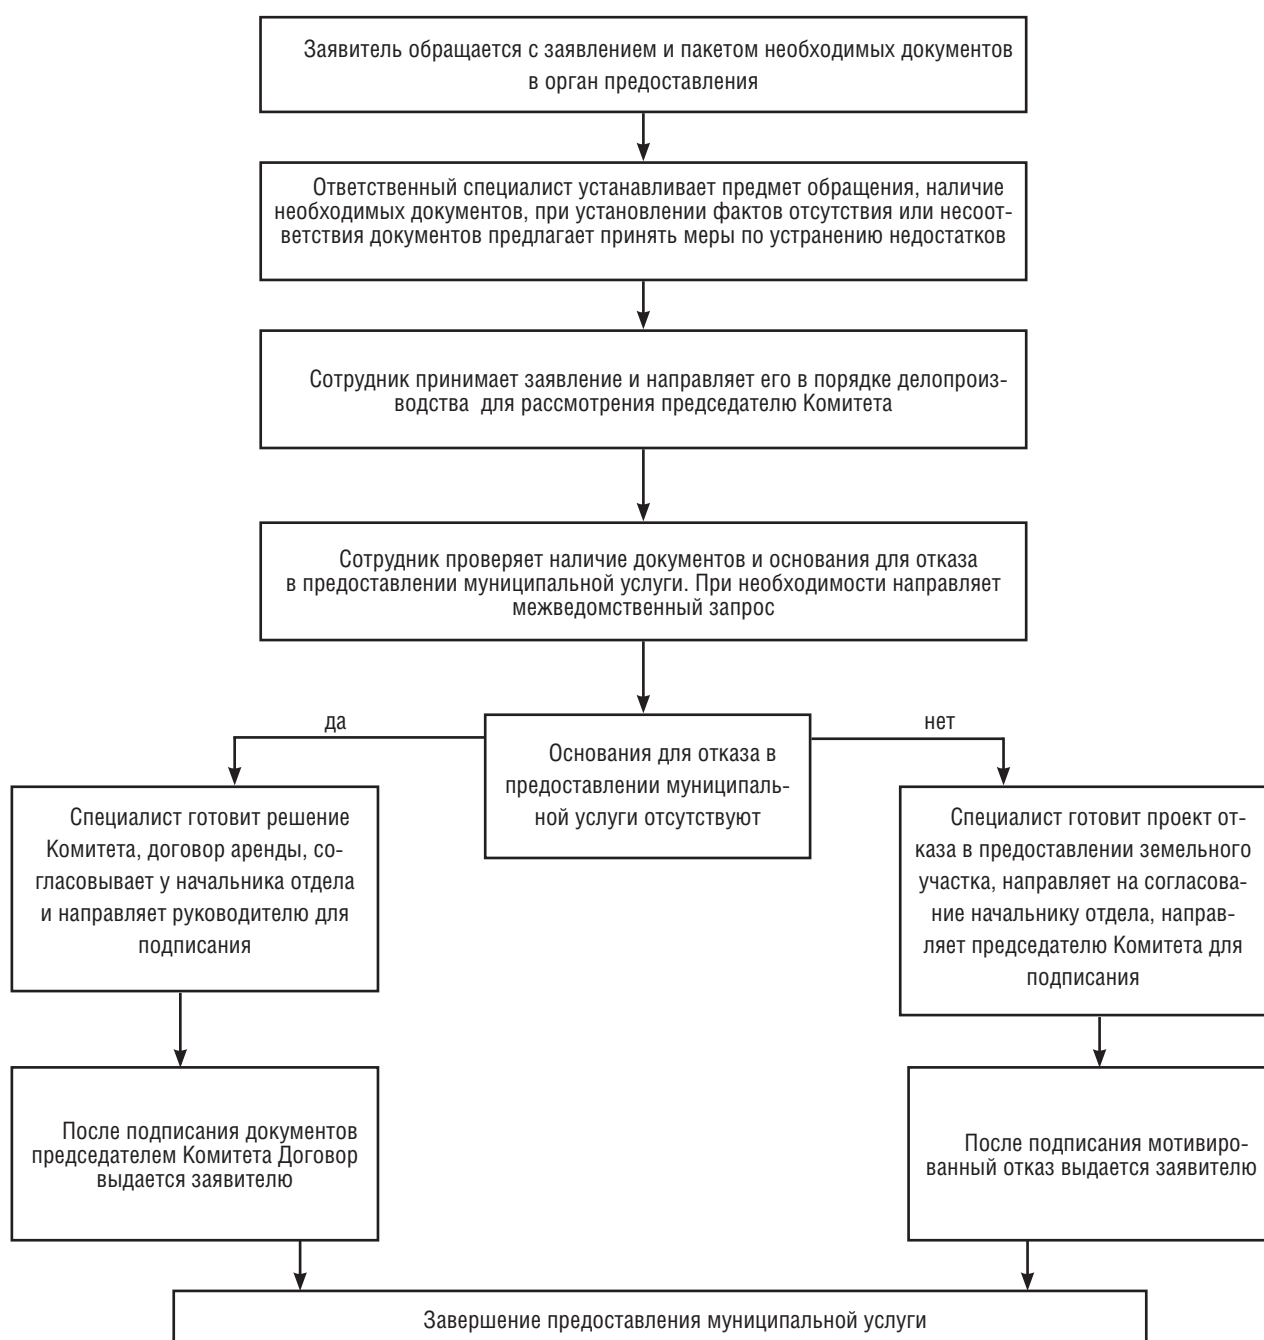 Заявитель обращается с заявлением и пакетом необходимых документов
в орган предоставления
Ответственный специалист устанавливает предмет обращения, наличие
необходимых документов, при установлении фактов отсутствия или несоот-
ветствия документов предлагает принять меры по устранению недостатков
Сотрудник принимает заявление и направляет его в порядке делопроиз-
водства для рассмотрения председателю Комитета
Сотрудник проверяет наличие документов и основания для отказа
в предоставлении муниципальной услуги. При необходимости направляет
межведомственный запрос
да
нет
Основания для отказа в
предоставлении муниципаль-
ной услуги отсутствуют
Специалист готовит решение
Комитета, договор аренды, со-
гласовывает у начальника отдела
и направляет руководителю для
подписания
Специалист готовит проект от-
каза в предоставлении земельного
участка, направляет на согласова-
ние начальнику отдела, направ-
ляет председателю Комитета для
подписания
После подписания документов
председателем Комитета Договор
выдается заявителю
После подписания мотивиро-
ванный отказ выдается заявителю
Завершение предоставления муниципальной услуги